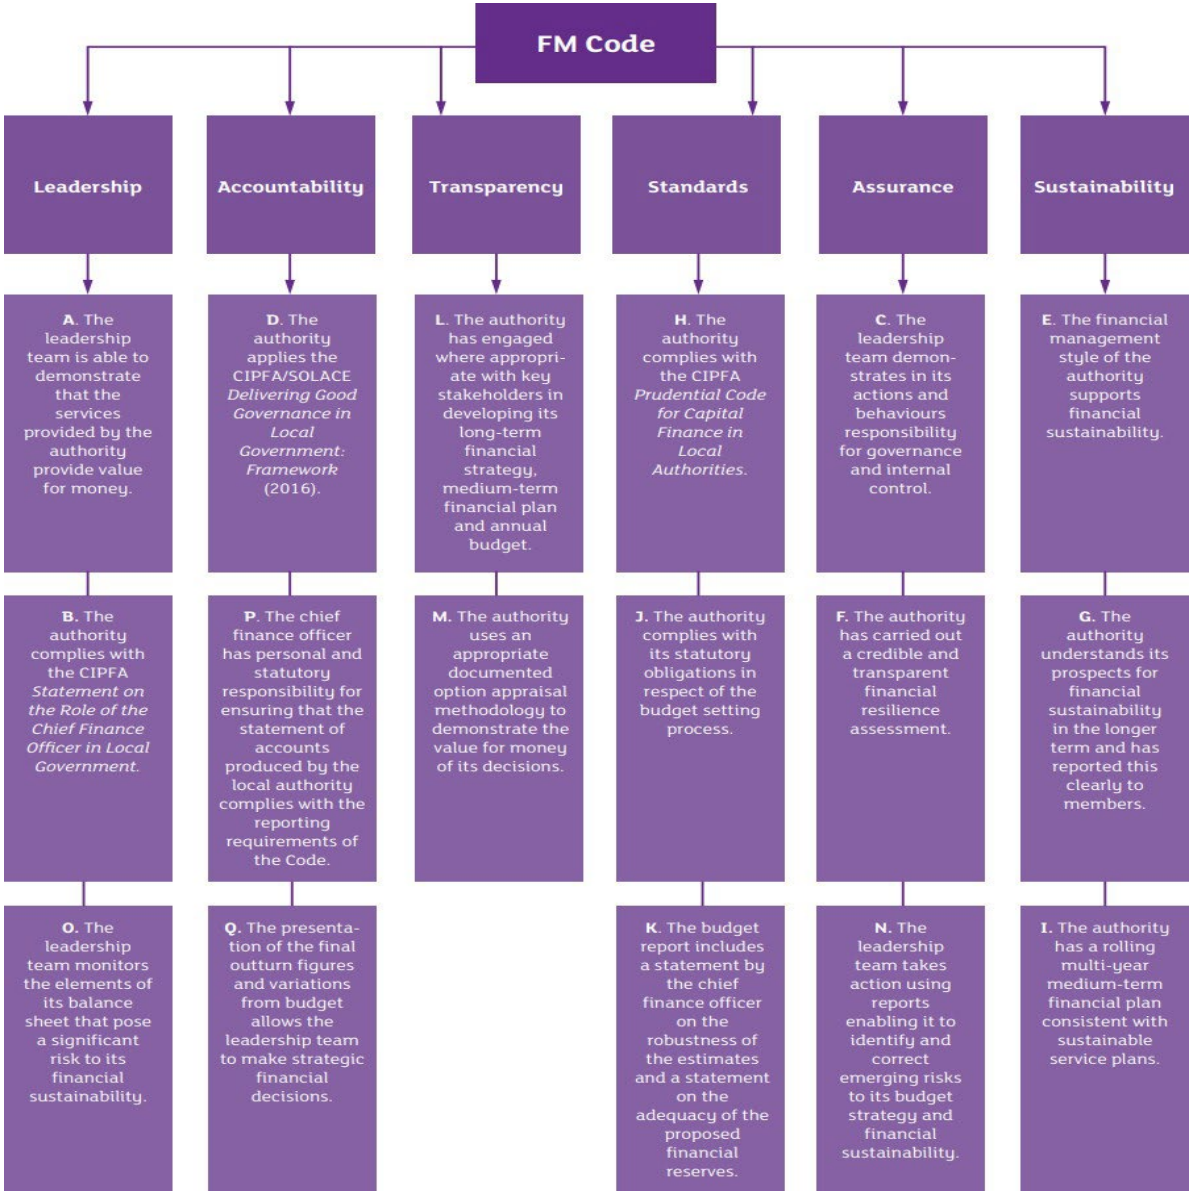 FM Code
Leadership
Accountability
Transparency
Standards
Assurance
Sustainability
A. The
leadership
team is able to
demonstrate
that the
services
provided by the
authority
provide value
for money.
D. The
authority
applies the
CIPFA/SOLACE
Delivering Good
Governance in
Local
Government:
Framework
(2016).
L. The authority
has engaged
where appropri-
ate with key
stakeholders in
developing its
long-term
financial
strategy,
medium-term
financial plan
and annual
budget.
H. The
authority
complies with
the CIPFA
Prudential Code
for Capital
Finance in
Local
Authorities.
C. The
leadership
team demon-
strates in its
actions and
behaviours
responsibility
for governance
and internal
control.
E. The financial
management
style of the
authority
supports
financial
sustainability.
B. The
authority
complies with
the CIPFA
Statement on
the Role of the
Chief Finance
Officer in Local
Government.
P. The chief
finance officer
has personal and
statutory
responsibility for
ensuring that the
statement of
accounts
produced by the
local authority
complies with the
reporting
requirements of
the Code.
M. The authority
uses an
appropriate
documented
option appraisal
methodology to
demonstrate the
value for money
of its decisions.
J. The authority
complies with
its statutory
obligations in
respect of the
budget setting
process.
F. The authority
has carried out
a credible and
transparent
financial
resilience
assessment.
G. The
authority
understands its
prospects for
financial
sustainability
in the longer
term and has
reported this
clearly to
members.
O. The
leadership
team monitors
the elements of
its balance
sheet that pose
a significant
risk to its
financial
sustainability.
Q. The presenta-
tion of the final
outturn figures
and variations
from budget
allows the
leadership team
to make strategic
financial
decisions.
K. The budget
report includes
a statement by
the chief
finance officer
on the
robustness of
the estimates
and a statement
on the
adequacy of the
proposed
financial
reserves.
N. The
leadership
team takes
action using
reports
enabling it to
identify and
correct
emerging risks
to its budget
strategy and
financial
sustainability.
I. The authority
has a rolling
multi-year
medium-term
financial plan
consistent with
sustainable
service plans.